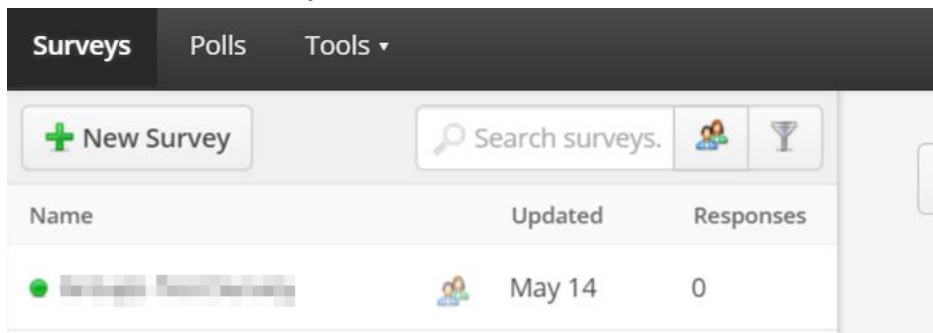 Surveys Polls Tools ▾
New Survey Search surveys.
Name Updated Responses
May 14 0